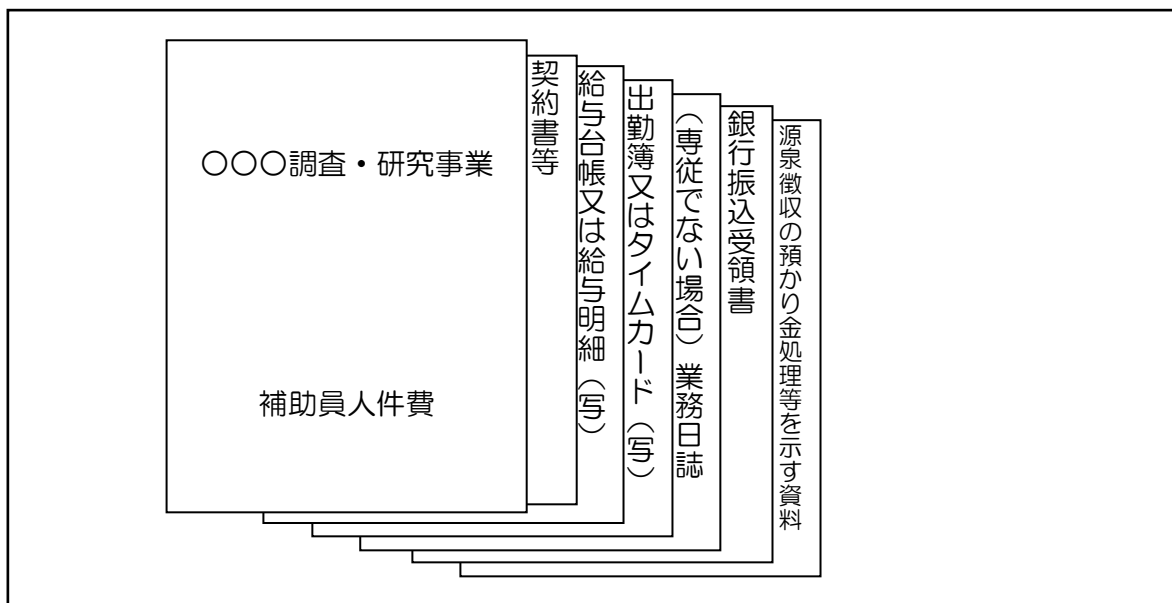 〇〇〇調査・研究事業
補助員人件費
契約書等
給与台帳又は給与明細（写）
出勤簿又はタイムカード（写）
（専従でない場合）業務日誌
銀行振込受領書
源泉徴収の預かり金処理等を示す資料